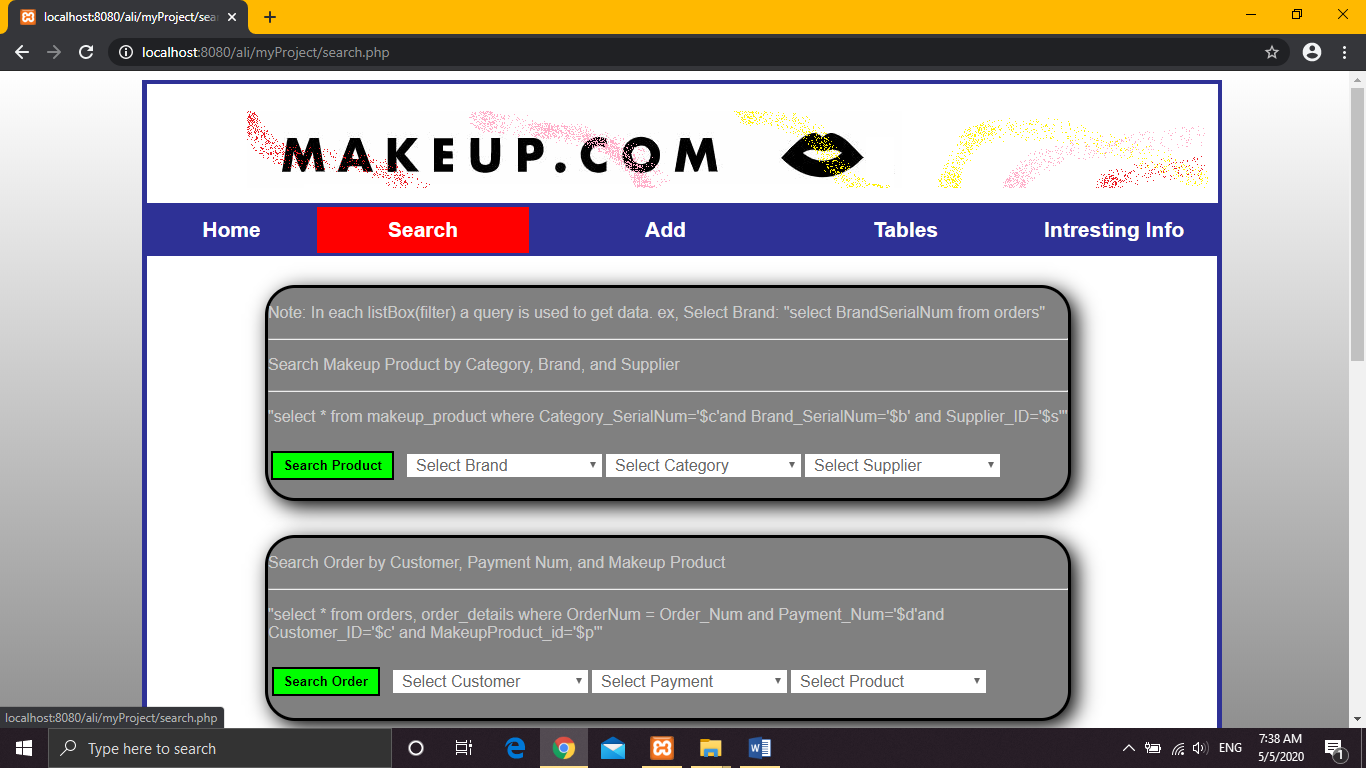 localhost:8080/ali/myProject/sea
localhost:8080/ali/myProject/search.php
MAKEUP.COM
Home Search Add Tables Intresting Info
Note: In each listBox(filter) a query is used to get data. ex, Select Brand: "select BrandSerialNum from orders"
Search Makeup Product by Category, Brand, and Supplier
"select * from makeup_product where Category_SerialNum='$c'and Brand_SerialNum='$b' and Supplier_ID='$s'"
Search Product Select Brand Select Category Select Supplier
Search Order by Customer, Payment Num, and Makeup Product
"select * from orders, order_details where OrderNum = Order_Num and Payment_Num='$d'and
Customer_ID='$c' and MakeupProduct_id='$p'"
Search Order Select Customer Select Payment Select Product
localhost:8080/ali/myProject/search.php
Type here to search
ENG
7:38 AM
5/5/2020
1